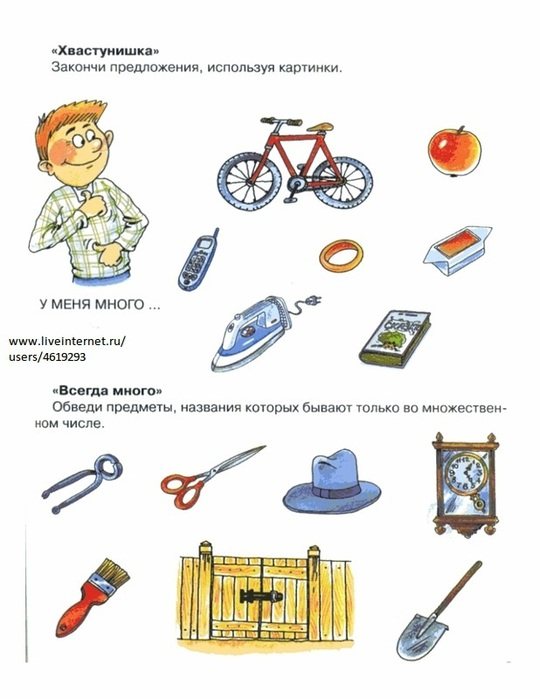 «Хвастунишка»
Закончи предложения, используя картинки.
У МЕНЯ МНОГО ...
www.liveinternet.ru/
users/4619293
«Всегда много»
Обведи предметы, названия которых бывают только во множествен-
ном числе.